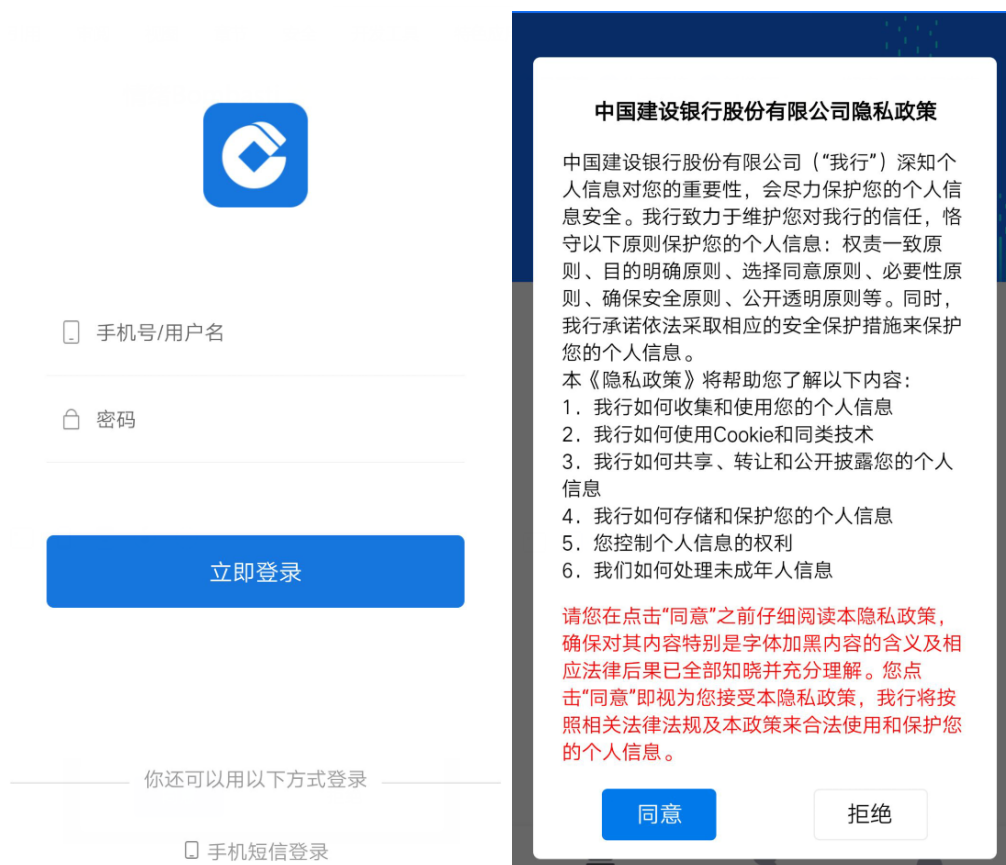 手机号/用户名
密码
立即登录
你还可以用以下方式登录
手机短信登录
中国建设银行股份有限公司隐私政策
中国建设银行股份有限公司（“我行”）深知个
人信息对您的重要性，会尽力保护您的个人信
息安全。我行致力于维护您对我行的信任，恪
守以下原则保护您的个人信息：权责一致原
则、目的明确原则、选择同意原则、必要性原
则、确保安全原则、公开透明原则等。同时，
我行承诺依法采取相应的安全保护措施来保护
您的个人信息。
本《隐私政策》将帮助您了解以下内容：
1．我行如何收集和使用您的个人信息
2．我行如何使用Cookie和同类技术
3．我行如何共享、转让和公开披露您的个人
信息
4．我行如何存储和保护您的个人信息
5．您控制个人信息的权利
6．我们如何处理未成年人信息
请您在点击“同意”之前仔细阅读本隐私政策，
确保对其内容特别是字体加黑内容的含义及相
应法律后果已全部知晓并充分理解。您点
击“同意”即视为您接受本隐私政策，我行将按
照相关法律法规及本政策来合法使用和保护您
的个人信息。
同意
拒绝